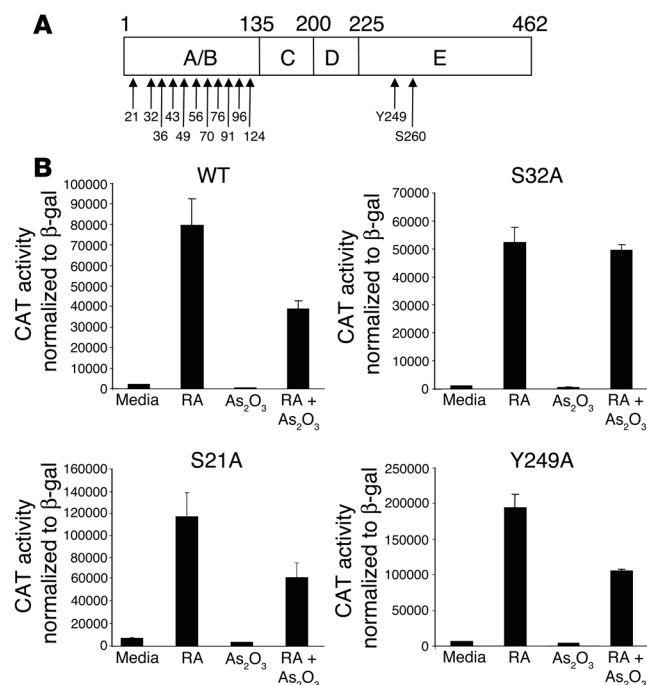 A
1 135 200 225 462
A/B C D E
21 32 43 56 76 96 Y249
36 49 70 91 124 S260
B
WT
CAT activity
normalized to β-gal
100000
90000
80000
70000
60000
50000
40000
30000
20000
10000
0
Media RA As₂O₃ RA +
As₂O₃
S32A
CAT activity
normalized to β-gal
70000
60000
50000
40000
30000
20000
10000
0
Media RA As₂O₃ RA +
As₂O₃
S21A
CAT activity
normalized to β-gal
160000
140000
120000
100000
80000
60000
40000
20000
0
Media RA As₂O₃ RA +
As₂O₃
Y249A
CAT activity
normalized to β-gal
250000
200000
150000
100000
50000
0
Media RA As₂O₃ RA +
As₂O₃